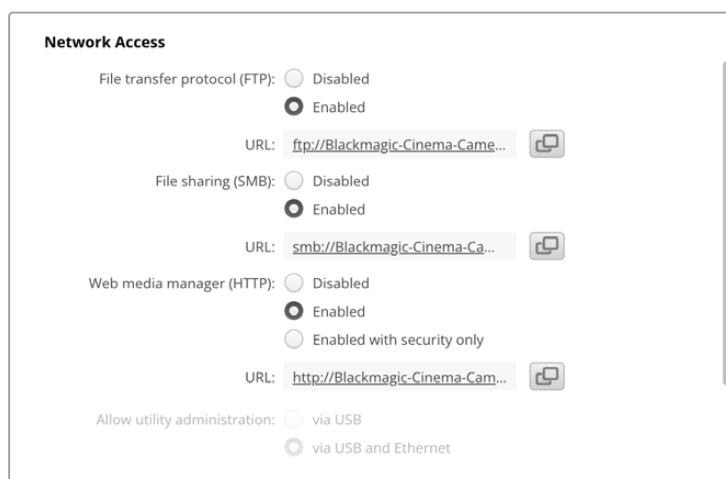 Network Access
File transfer protocol (FTP): Disabled
Enabled
URL: ftp://Blackmagic-Cinema-Came...
File sharing (SMB): Disabled
Enabled
URL: smb://Blackmagic-Cinema-Ca...
Web media manager (HTTP): Disabled
Enabled
Enabled with security only
URL: http://Blackmagic-Cinema-Cam...
Allow utility administration: via USB
via USB and Ethernet